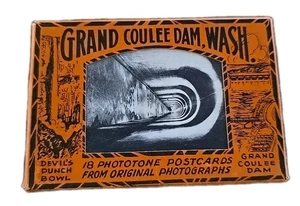 GRAND COULEE DAM, WASH.
DEVIL'S
PUNCH
BOWL
18 PHOTOTONE POSTCARDS
FROM ORIGINAL PHOTOGRAPHS
GRAND
COULEE
DAM